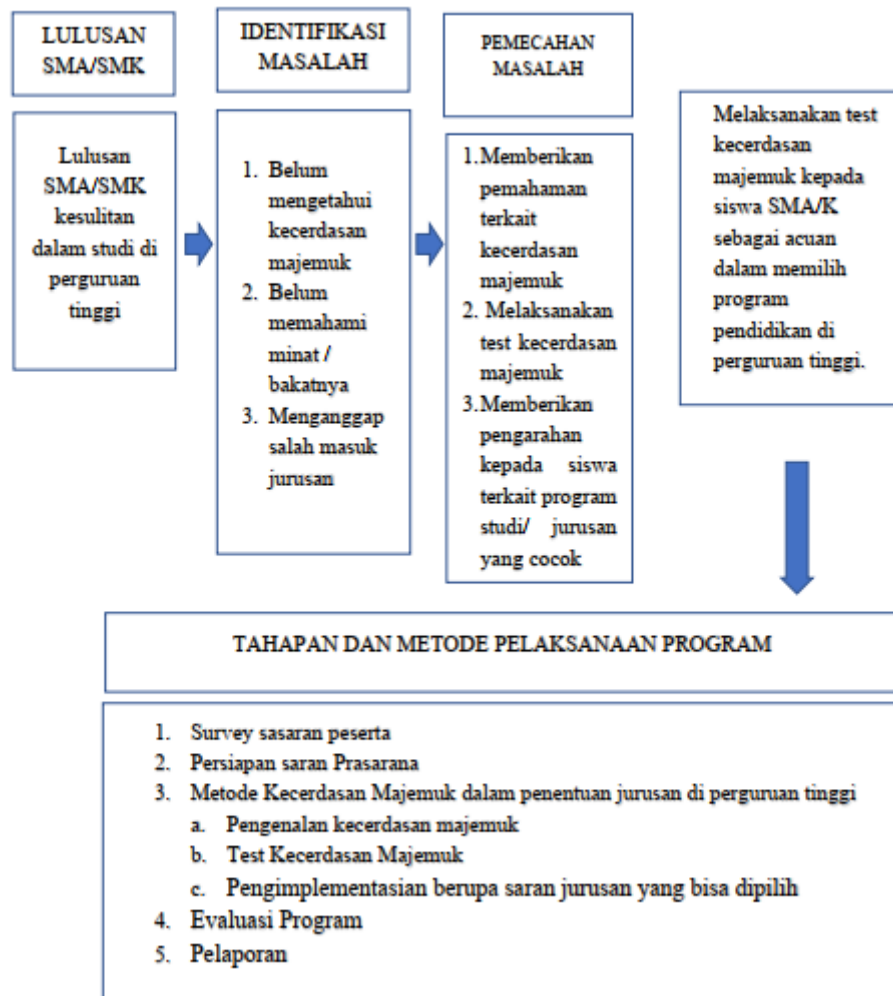 LULUSAN
SMA/SMK
Lulusan
SMA/SMK
kesulitan
dalam studi di
perguruan
tinggi
IDENTIFIKASI
MASALAH
1. Belum
mengetahui
kecerdasan
majemuk
2. Belum
memahami
minat /
bakatnya
3. Menganggap
salah masuk
jurusan
PEMECAHAN
MASALAH
1.Memberikan
pemahaman
terkait
kecerdasan
majemuk
2. Melaksanakan
test kecerdasan
majemuk
3.Memberikan
pengarahan
kepada siswa
terkait program
studi/ jurusan
yang cocok
Melaksanakan test
kecerdasan
majemuk kepada
siswa SMA/K
sebagai acuan
dalam memilih
program
pendidikan di
perguruan tinggi.
TAHAPAN DAN METODE PELAKSANAAN PROGRAM
1. Survey sasaran peserta
2. Persiapan saran Prasarana
3. Metode Kecerdasan Majemuk dalam penentuan jurusan di perguruan tinggi
a. Pengenalan kecerdasan majemuk
b. Test Kecerdasan Majemuk
c. Pengimplementasian berupa saran jurusan yang bisa dipilih
4. Evaluasi Program
5. Pelaporan